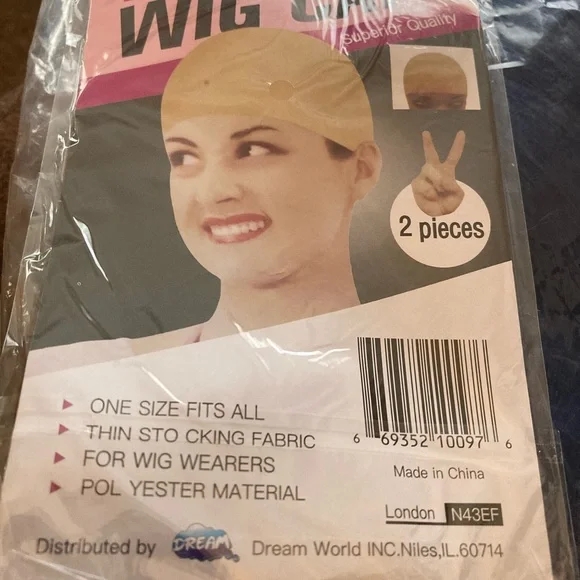 WIG
Superior Quality
2 pieces
ONE SIZE FITS ALL
THIN STO CKING FABRIC
FOR WIG WEARERS
POL YESTER MATERIAL
6 69352 10097 6
Made in China
London N43EF
Distributed by DREAM Dream World INC.Niles,IL.60714